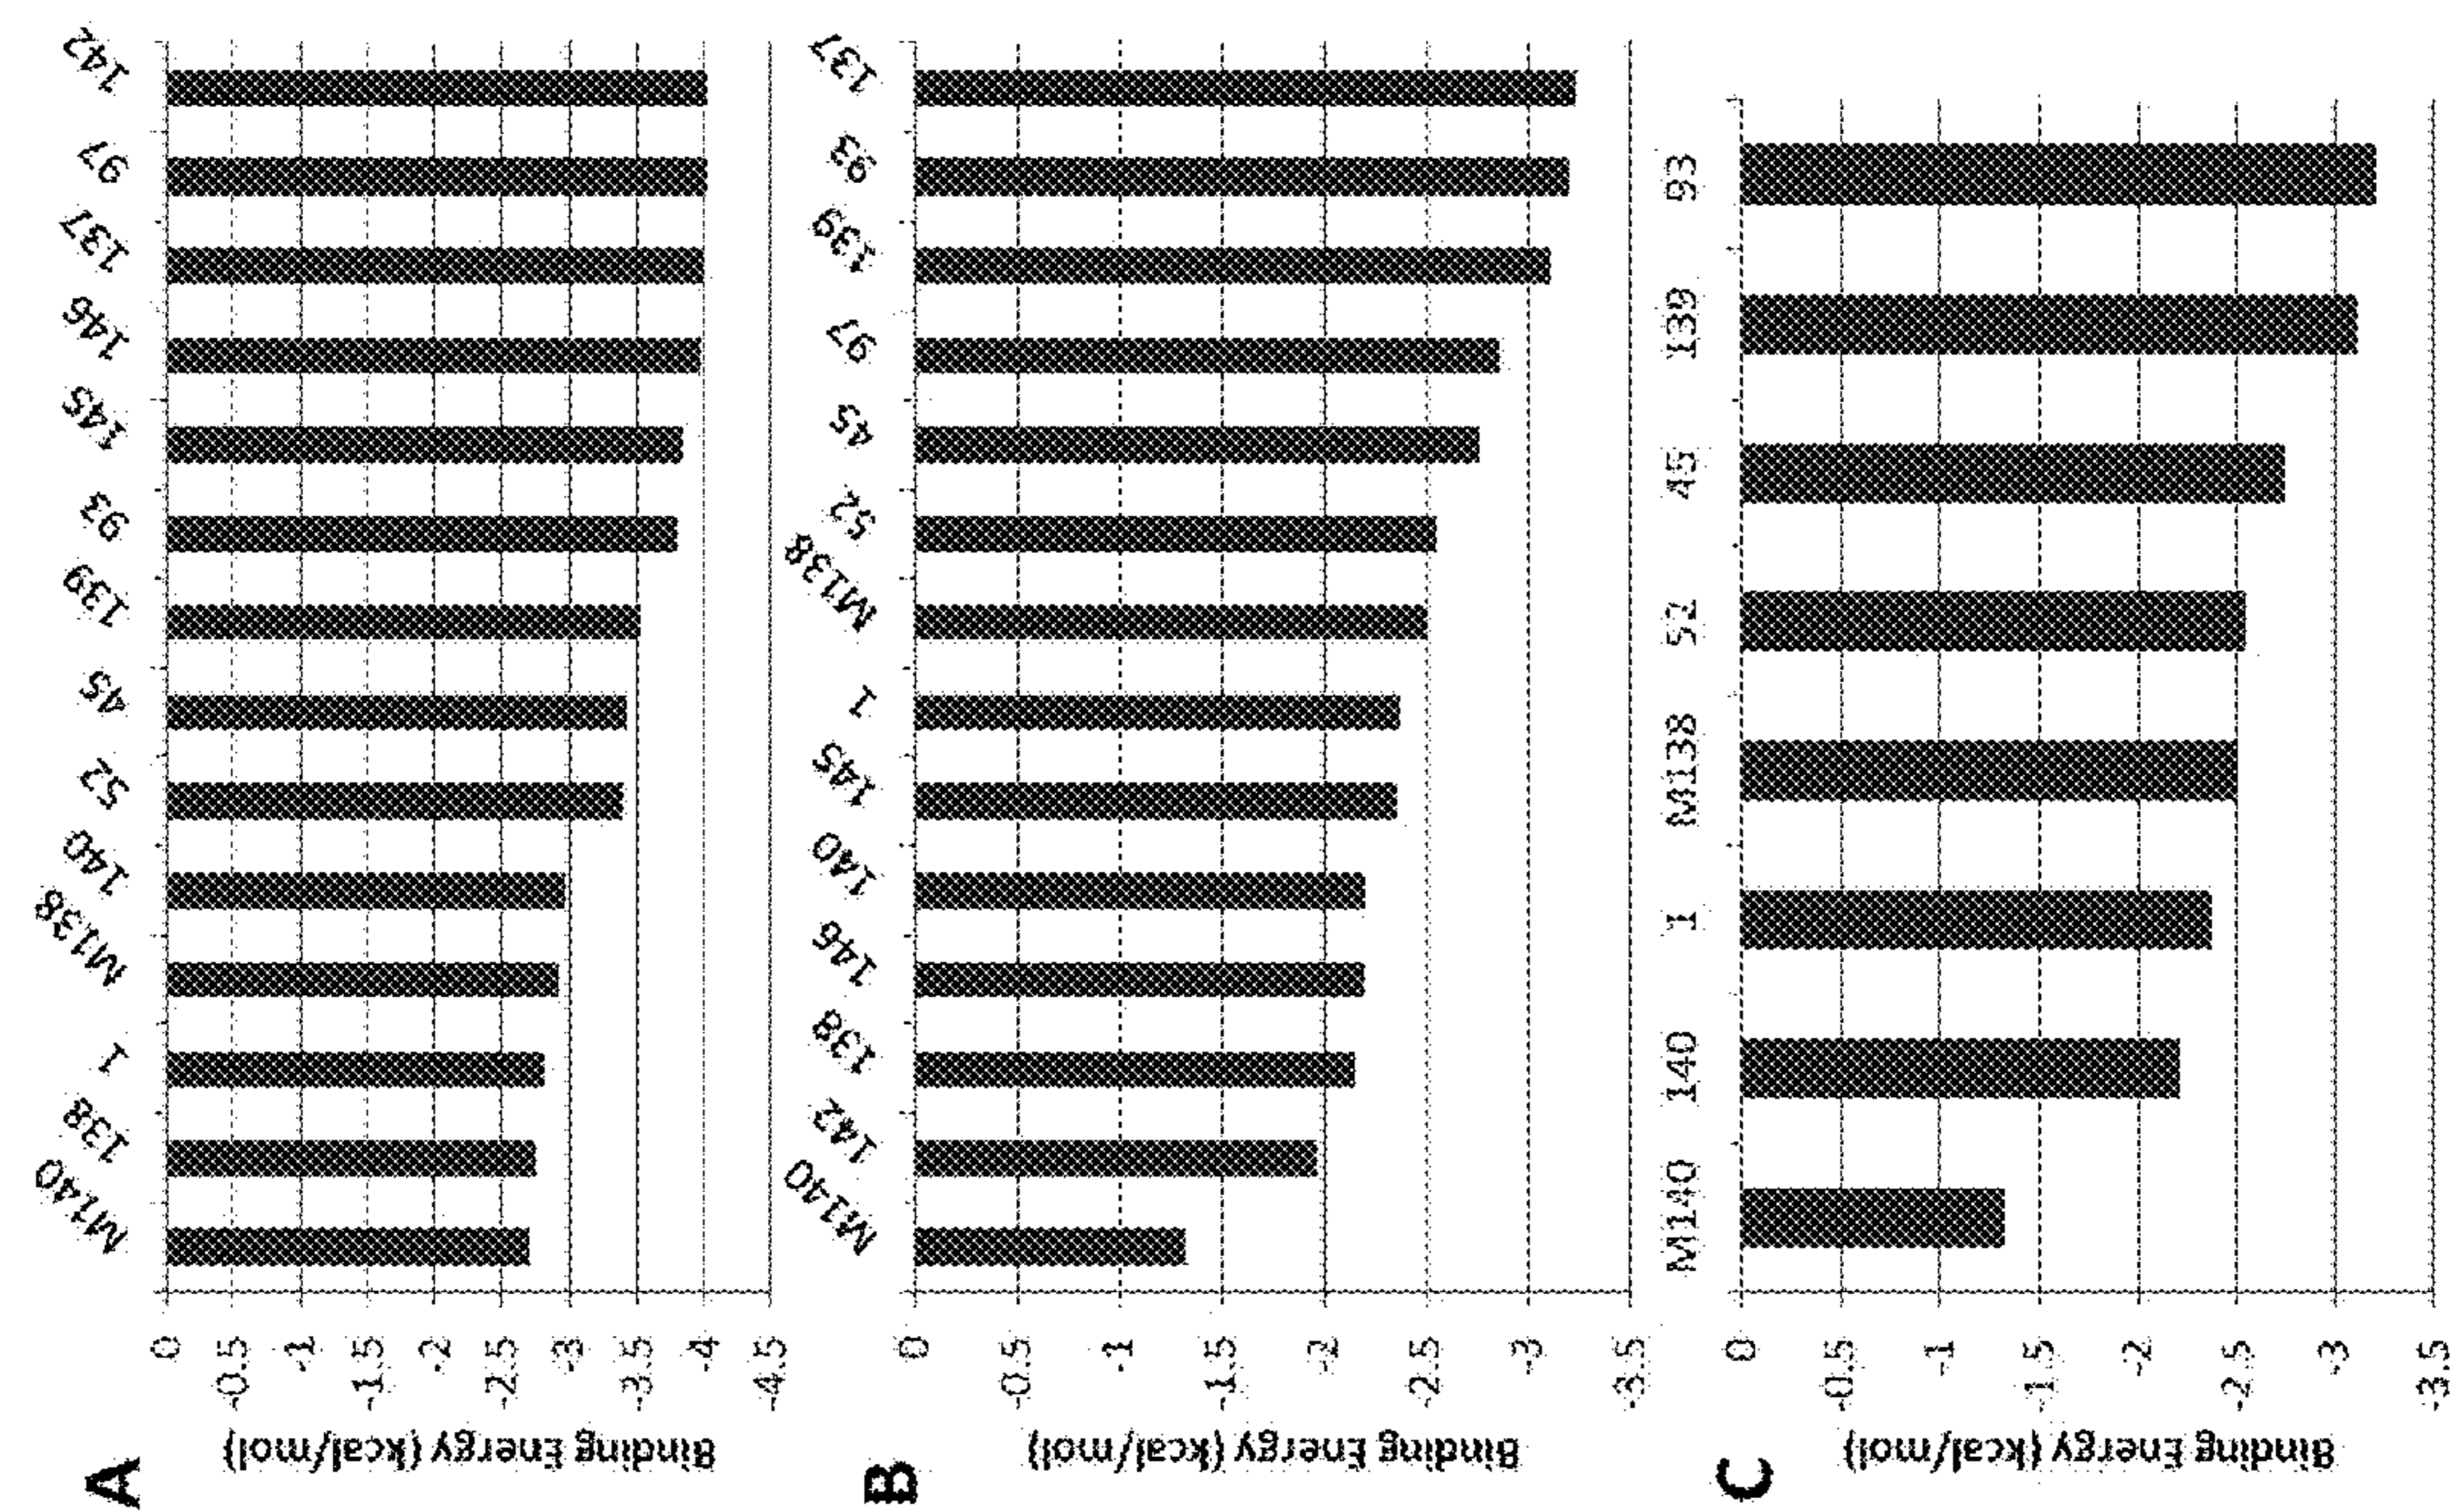 A
Binding Energy (kcal/mol)
0
-0.5
-1
-1.5
-2
-2.5
-3
-3.5
-4
-4.5
M140 138 1 M138 140 52 45 139 93 145 146 137 97 142
B
Binding Energy (kcal/mol)
0
-0.5
-1
-1.5
-2
-2.5
-3
-3.5
M140 142 138 146 140 145 1 M138 52 45 97 139 93 137
C
Binding Energy (kcal/mol)
0
-0.5
-1
-1.5
-2
-2.5
-3
-3.5
M140 140 1 M138 52 45 139 93